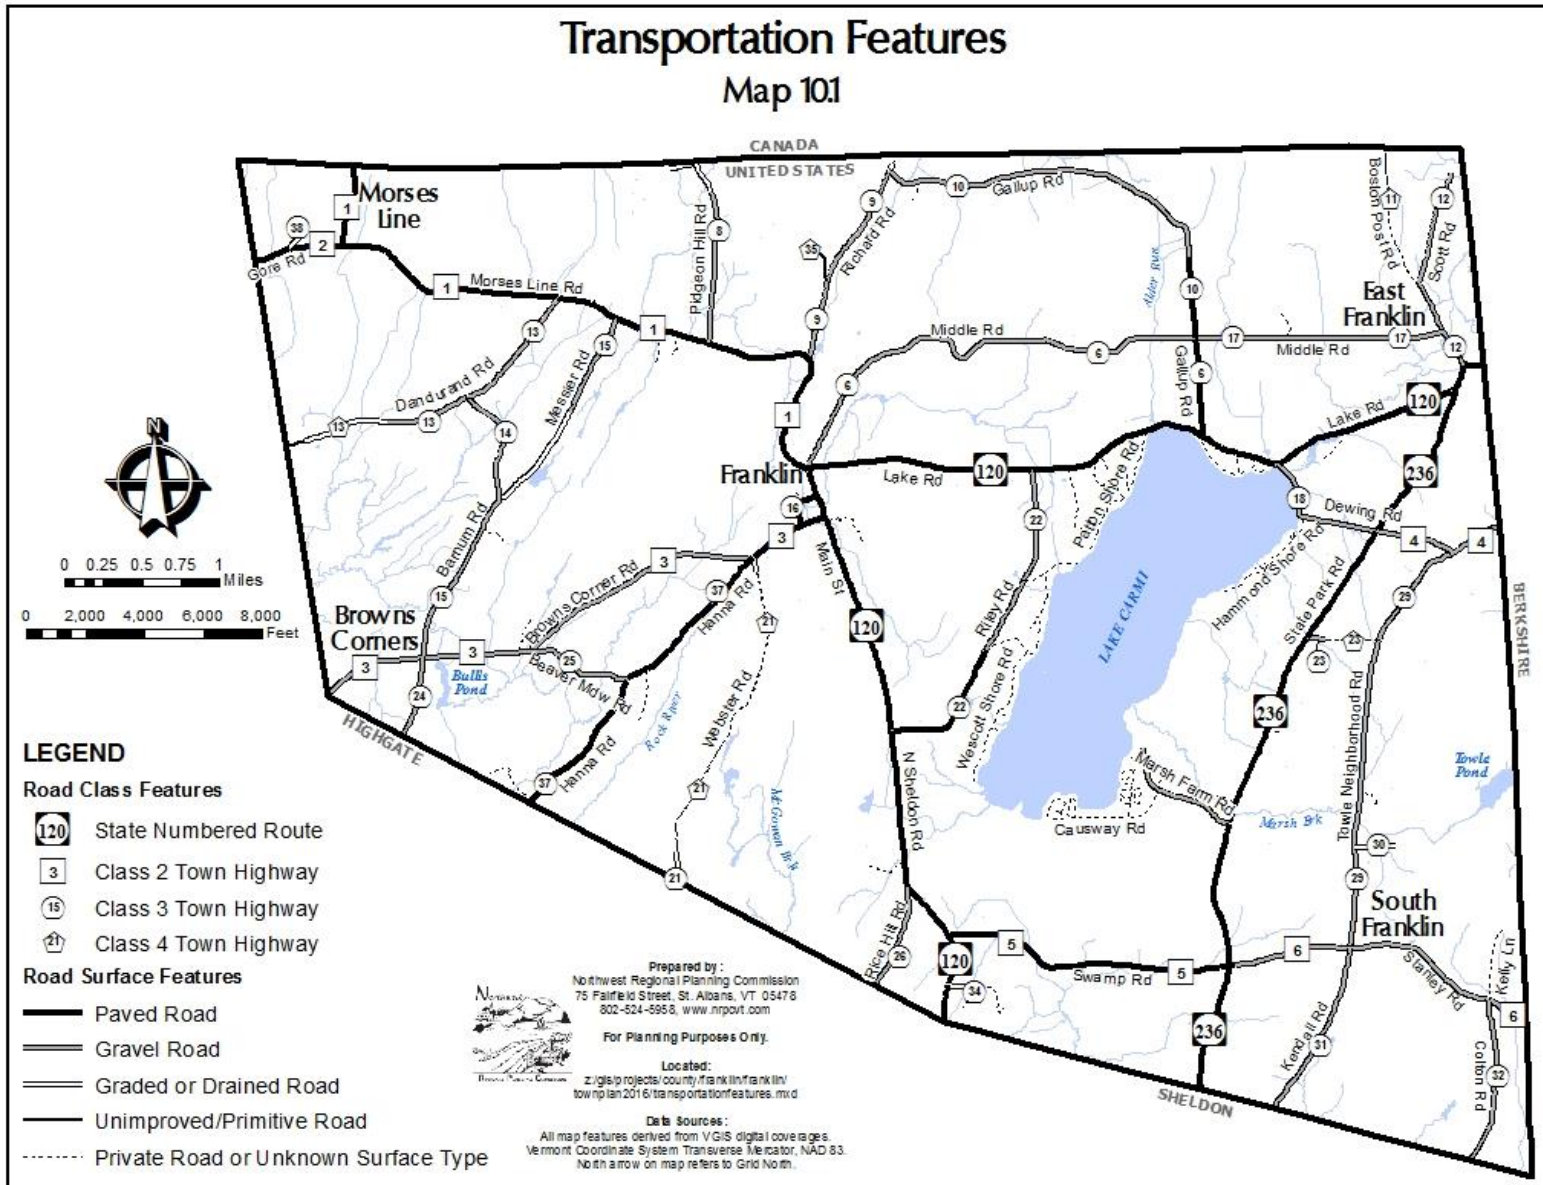 Transportation Features
Map 10.1
CANADA
UNITED STATES
Morses
Line
1
38
2
Gore Rd
1
Morses Line Rd
Pidgeon Hill Rd
8
9
Richard Rd
35
9
10
Gallup Rd
Alder Run
10
Boston Post Rd
11
12
Scott Rd
East
Franklin
12
1
13
15
Dandurand Rd
Messier Rd
13
13
14
1
6
Middle Rd
6
17
Middle Rd
17
6
Gallup Rd
Lake Rd
120
236
N
0 0.25 0.5 0.75 1
Miles
0 2,000 4,000 6,000 8,000
Feet
Franklin
Lake Rd
120
16
3
Main St
22
Patton Shore Rd
18
Dewing Rd
4
4
Hammond Shore Rd
State Park Rd
Barnum Rd
15
Browns Corner Rd
3
37
Hanna Rd
21
120
Riley Rd
LAKE CARMI
29
BERKSHIRE
Browns
Corners
3
3
Bullis
Pond
25
Beaver Mdw Rd
24
HIGHGATE
Rock River
Webster Rd
22
Wescott Shore Rd
23
23
236
Towle Neighborhood Rd
Towle
Pond
Hanna Rd
37
21
21
McGowan Brk
N Sheldon Rd
Marsh Farm Rd
Causway Rd
Marsh Brk
30
29
South
Franklin
Rice Hill Rd
26
120
5
Swamp Rd
5
6
Stanley Rd
Kelly Ln
6
34
236
Kendall Rd
31
Colton Rd
32
SHELDON
LEGEND
Road Class Features
120 State Numbered Route
3 Class 2 Town Highway
15 Class 3 Town Highway
21 Class 4 Town Highway
Road Surface Features
Paved Road
Gravel Road
Graded or Drained Road
Unimproved/Primitive Road
Private Road or Unknown Surface Type
Prepared by:
Northwest Regional Planning Commission
75 Fairfield Street, St. Albans, VT 05478
802-524-5958, www.nrpcvt.com
For Planning Purposes Only.
Located:
z:/gis/projects/county/franklin/franklin/
townplan2016/transportationfeatures.mxd
Data Sources:
All map features derived from VGIS digital coverages.
Vermont Coordinate System Transverse Mercator, NAD 83.
North arrow on map refers to Grid North.